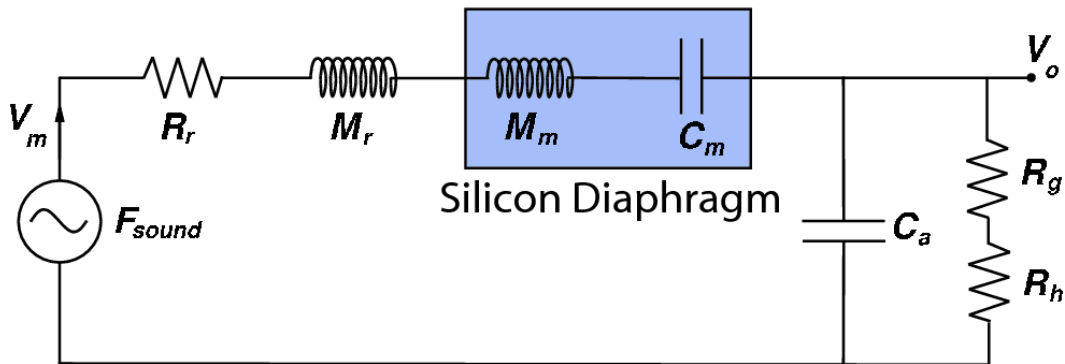 V_o
V_m
R_r
M_r
M_m
C_m
R_g
Silicon Diaphragm
F_sound
C_a
R_h